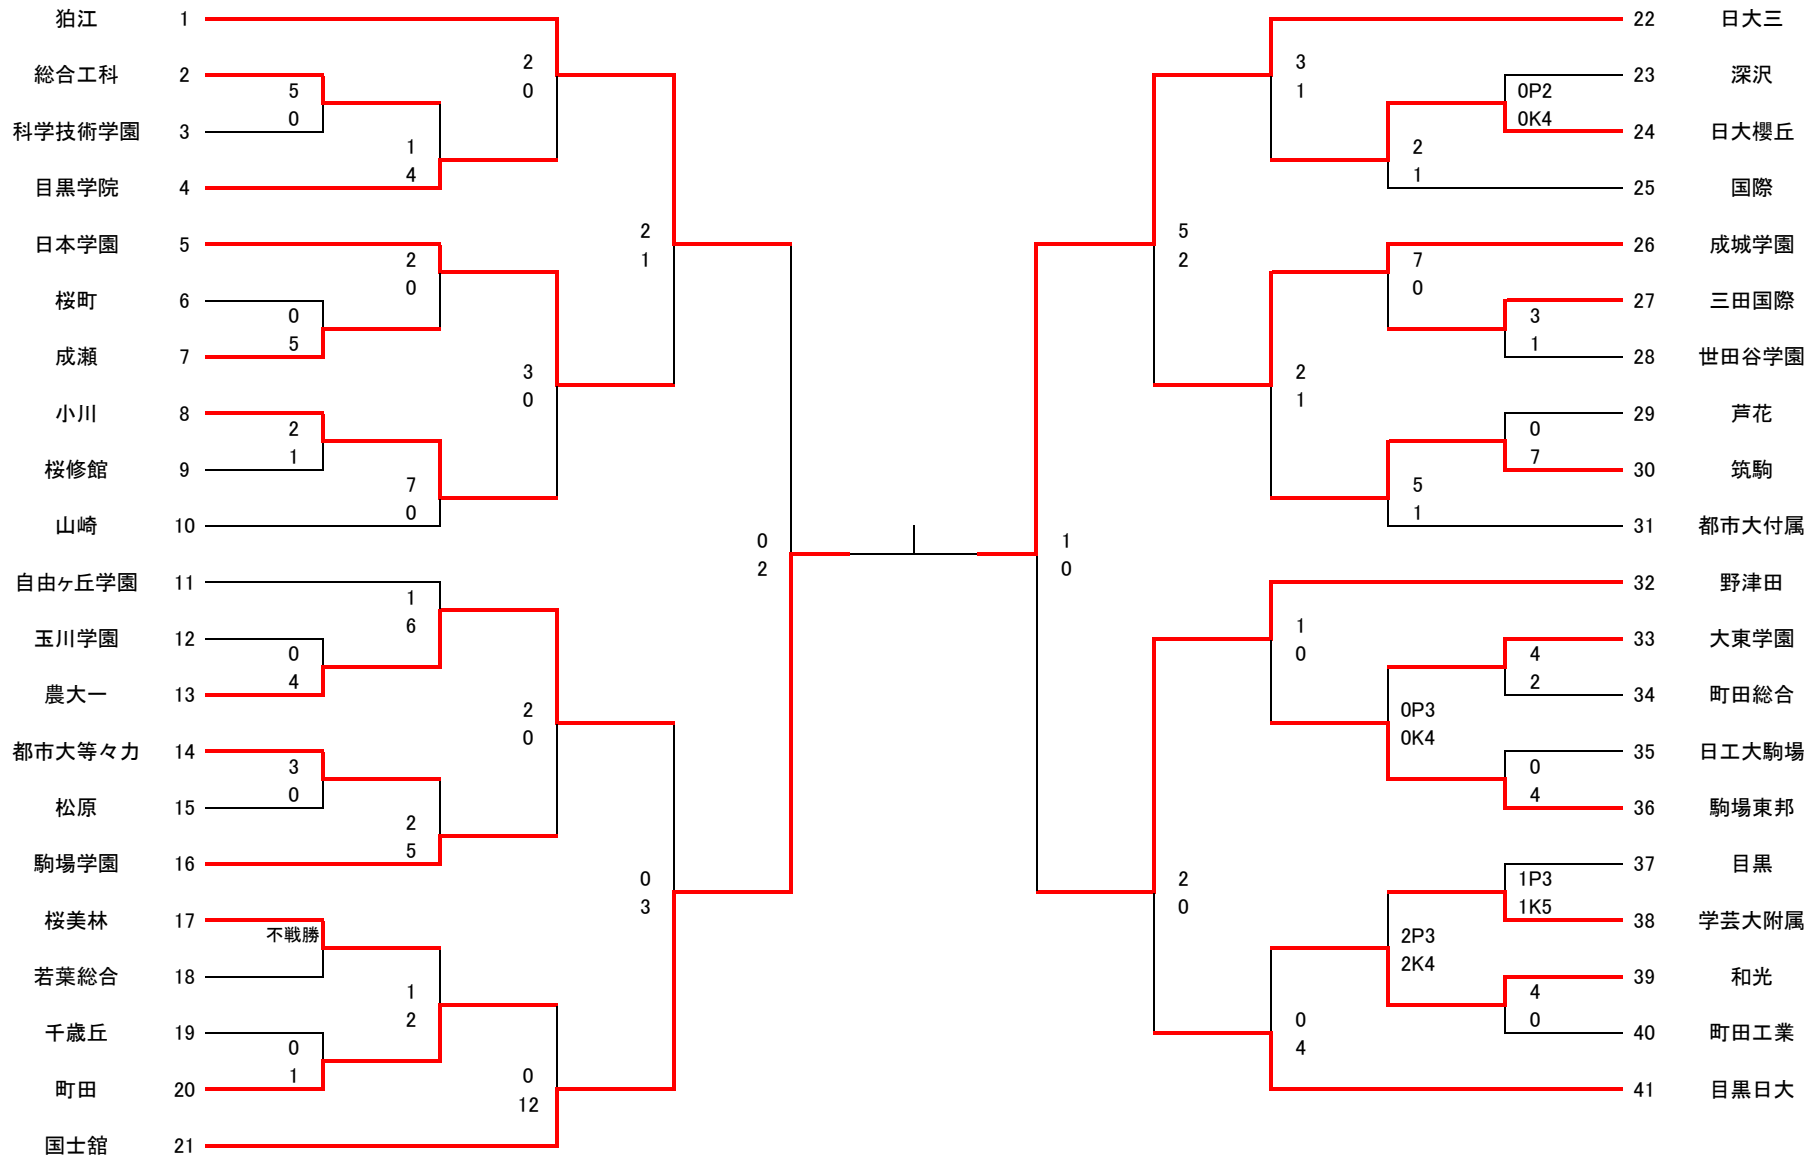 狛江 1
総合工科 2
5
0
科学技術学園 3
2
0
1
4
目黒学院 4
日本学園 5
2
0
桜町 6
0
5
成瀬 7
2
1
小川 8
2
1
桜修館 9
3
0
7
0
山崎 10
0
2
自由ヶ丘学園 11
1
6
玉川学園 12
0
4
農大一 13
2
0
都市大等々力 14
3
0
松原 15
2
5
駒場学園 16
0
3
桜美林 17
不戦勝
若葉総合 18
1
2
千歳丘 19
0
1
町田 20
0
12
国士舘 21
22 日大三
3
1
23 深沢
0P2
0K4
24 日大櫻丘
2
1
25 国際
5
2
26 成城学園
7
0
27 三田国際
3
1
28 世田谷学園
2
1
29 芦花
0
7
30 筑駒
5
1
31 都市大付属
1
0
32 野津田
1
0
33 大東学園
4
2
34 町田総合
0P3
0K4
35 日工大駒場
0
4
36 駒場東邦
2
0
37 目黒
1P3
1K5
38 学芸大附属
2P3
2K4
39 和光
4
0
40 町田工業
0
4
41 目黒日大